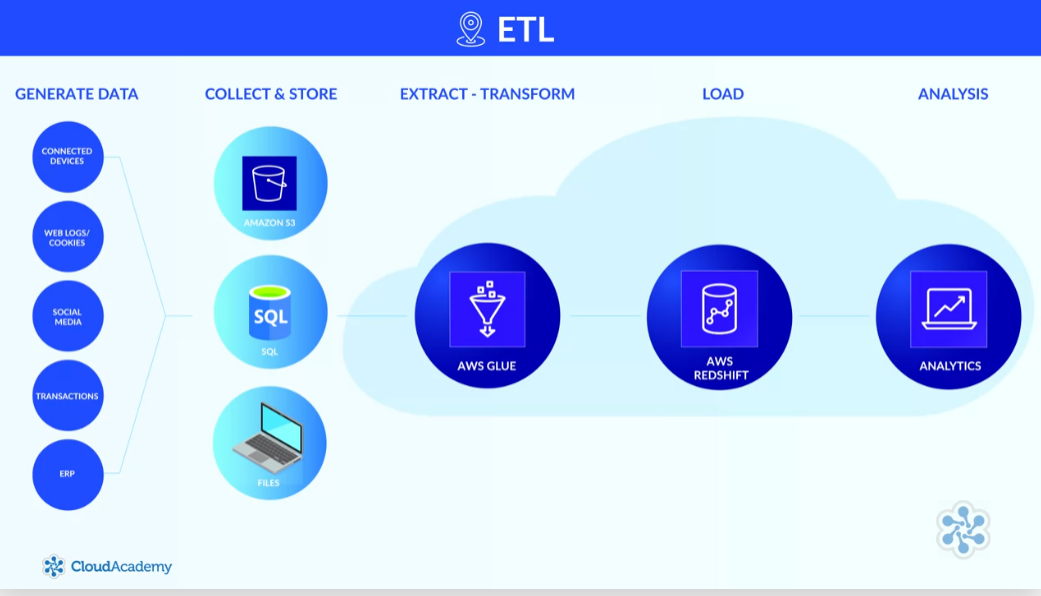 ETL
GENERATE DATA
COLLECT & STORE
EXTRACT - TRANSFORM
LOAD
ANALYSIS
CONNECTED
DEVICES
WEB LOGS/
COOKIES
SOCIAL
MEDIA
TRANSACTIONS
ERP
AMAZON S3
SQL
SQL
FILES
AWS GLUE
AWS
REDSHIFT
ANALYTICS
CloudAcademy